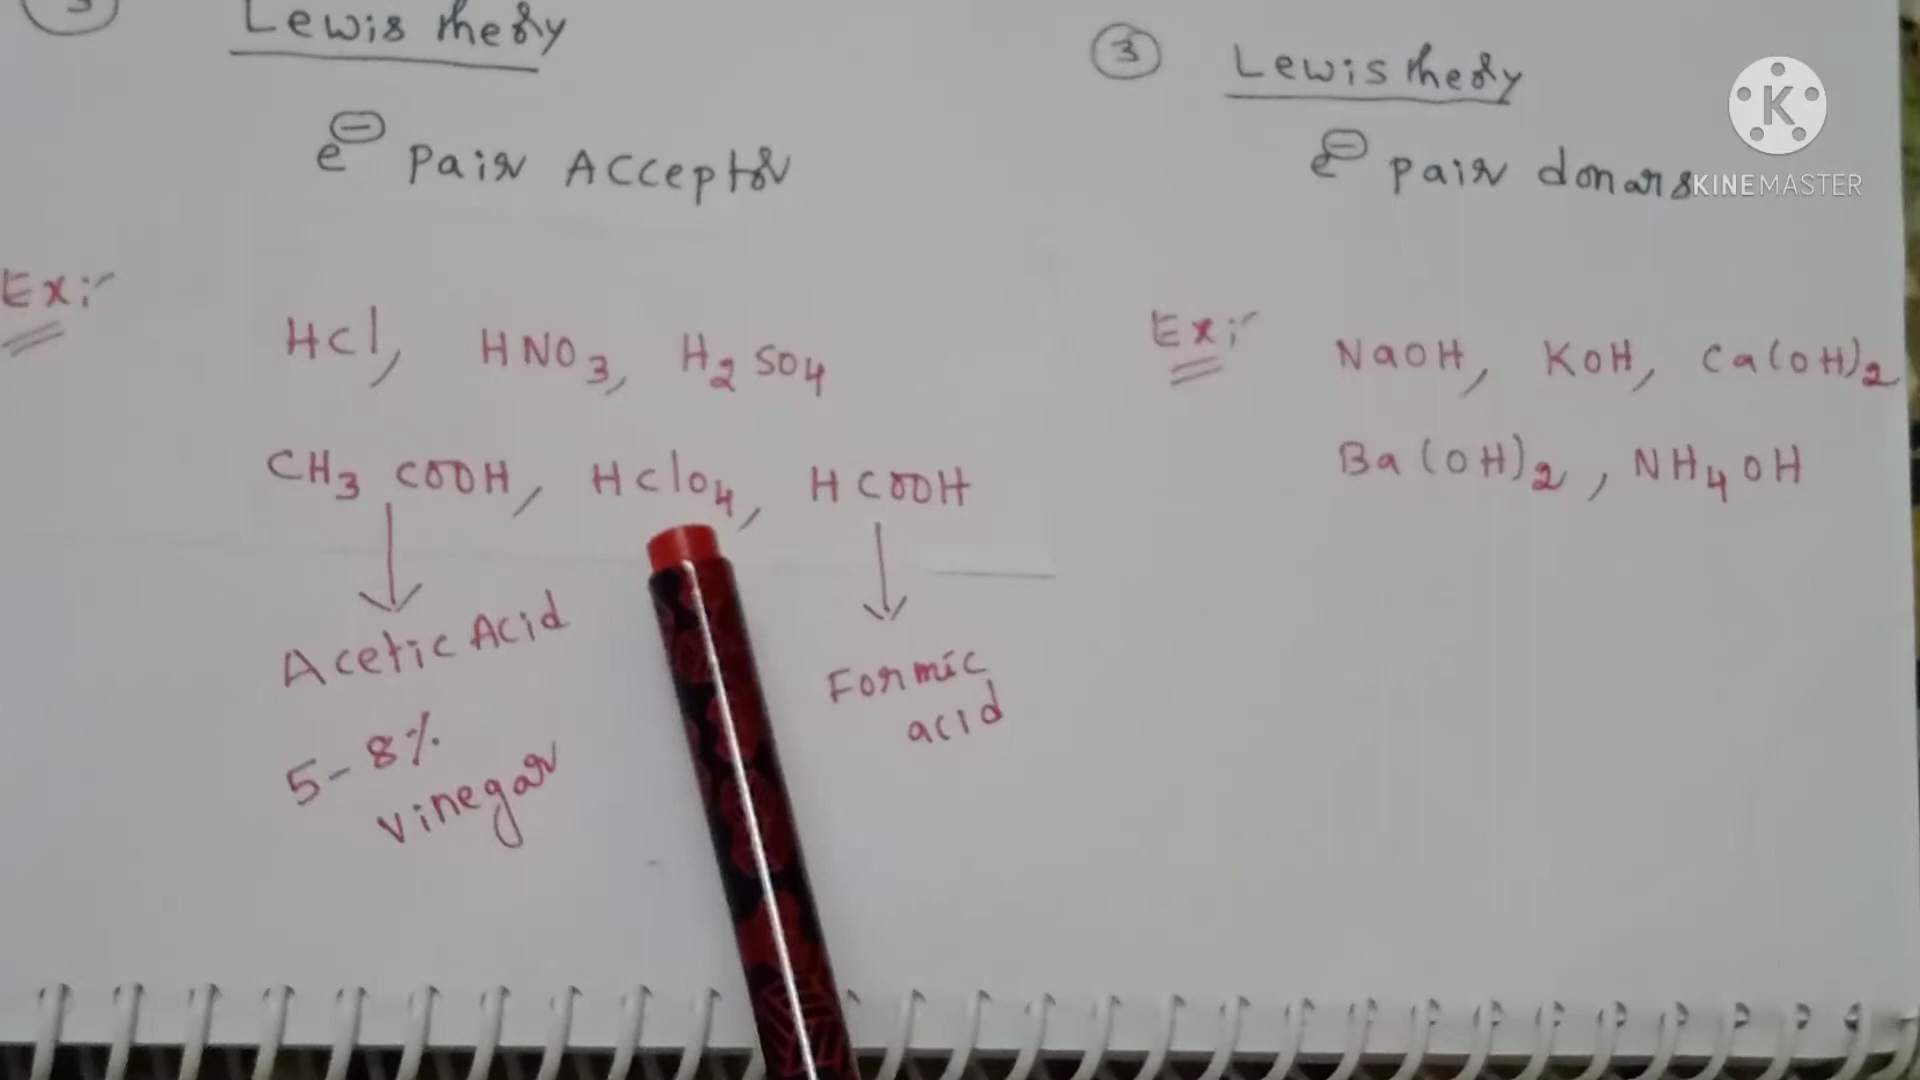 3
Lewis theory
e⊖ pair Acceptor
Ex:-
HCl, HNO3, H2SO4
CH3COOH, HClO4, HCOOH
Acetic Acid
5-8%
vinegar
Formic
acid
3
Lewis theory
e⊖ pair donars
Ex:-
NaOH, KOH, Ca(OH)2
Ba(OH)2, NH4OH
K
KINEMASTER